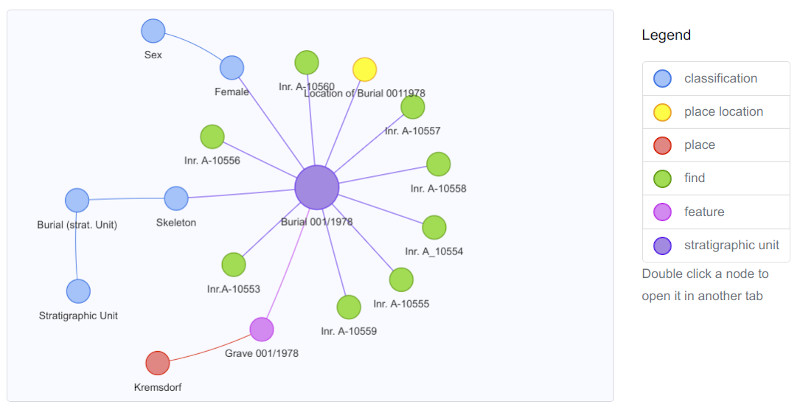 Legend
Sex
Female
Inr. A-10560
Location of Burial 0011978
Inr. A-10557
Inr. A-10556
Inr. A-10558
Burial (strat. Unit)
Skeleton
Burial 001/1978
Inr. A_10554
Inr.A-10553
Inr. A-10555
Stratigraphic Unit
Inr. A-10559
Grave 001/1978
Kremsdorf
classification
place location
place
find
feature
stratigraphic unit
Double click a node to
open it in another tab